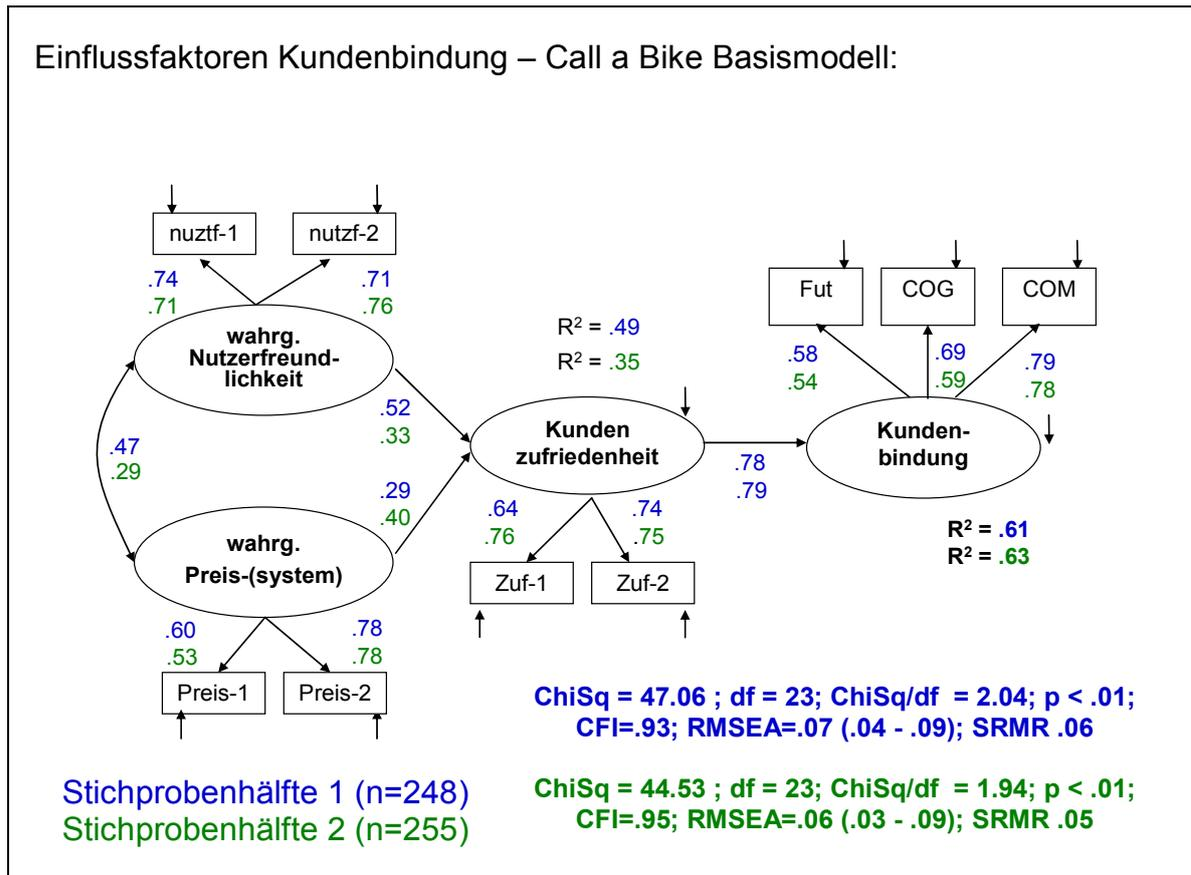 Einflussfaktoren Kundenbindung – Call a Bike Basismodell:
nuztf-1
nutzf-2
.74
.71
.71
.76
wahrg.
Nutzerfreund-
lichkeit
R² = .49
R² = .35
Fut
COG
COM
.58
.54
.69
.59
.79
.78
.52
.33
.47
.29
Kunden
zufriedenheit
.78
.79
Kunden-
bindung
.29
.40
.64
.76
.74
.75
R² = .61
R² = .63
wahrg.
Preis-(system)
Zuf-1
Zuf-2
.60
.53
.78
.78
Preis-1
Preis-2
ChiSq = 47.06 ; df = 23; ChiSq/df = 2.04; p < .01;
CFI=.93; RMSEA=.07 (.04 - .09); SRMR .06
Stichprobenhälfte 1 (n=248)
Stichprobenhälfte 2 (n=255)
ChiSq = 44.53 ; df = 23; ChiSq/df = 1.94; p < .01;
CFI=.95; RMSEA=.06 (.03 - .09); SRMR .05